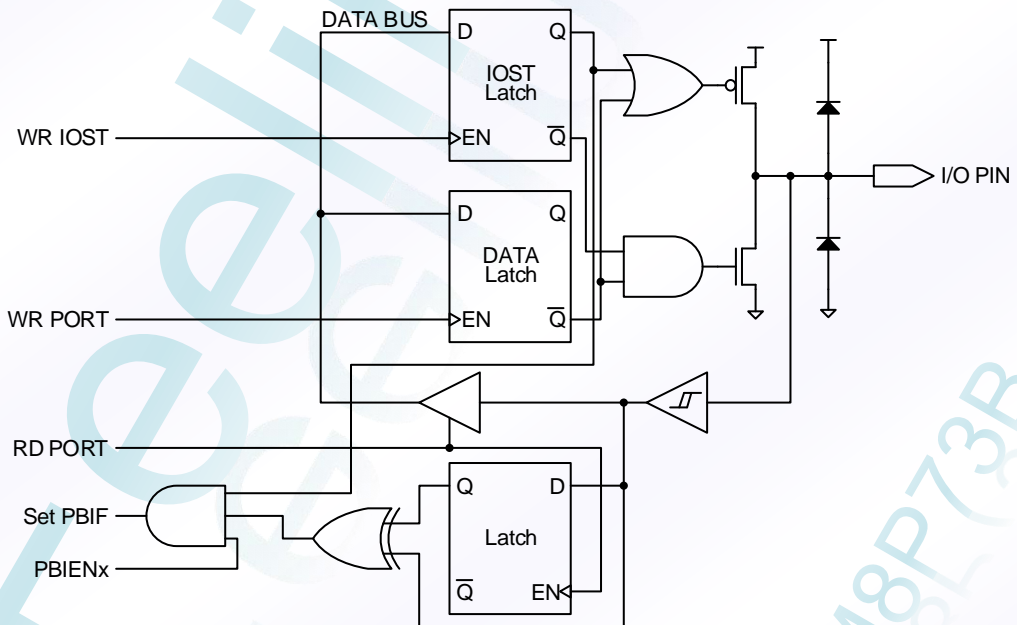 DATA BUS
D
Q
IOST
Latch
WR IOST
EN
Q
I/O PIN
D
Q
DATA
Latch
WR PORT
EN
Q
RD PORT
Q
D
Set PBIF
Latch
PBIENx
Q
EN